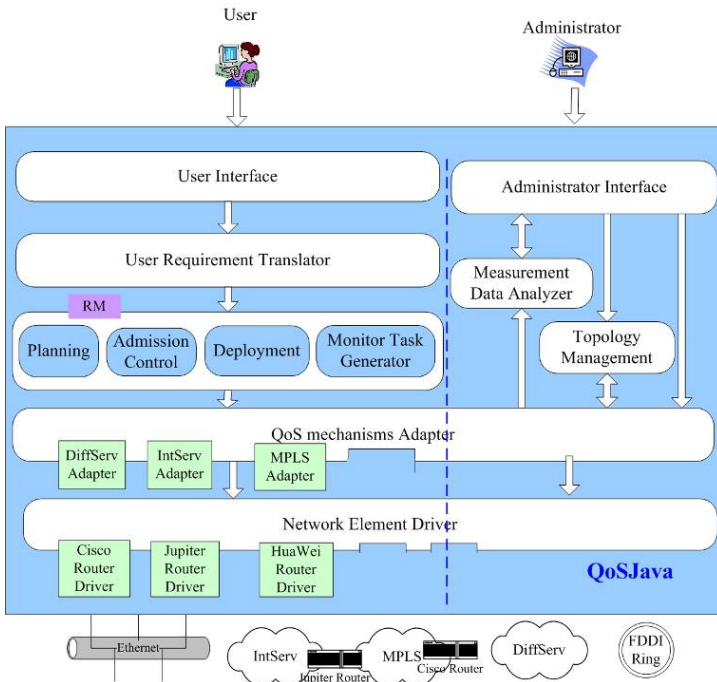 User
Administrator
User Interface
Administrator Interface
User Requirement Translator
Measurement
Data Analyzer
RM
Planning
Admission
Control
Deployment
Monitor Task
Generator
Topology
Management
QoS mechanisms Adapter
DiffServ
Adapter
IntServ
Adapter
MPLS
Adapter
Network Element Driver
Cisco
Router
Driver
Jupiter
Router
Driver
HuaWei
Router
Driver
QoSJava
Ethernet
IntServ
Jupiter Router
MPLS
Cisco Router
DiffServ
FDDI
Ring